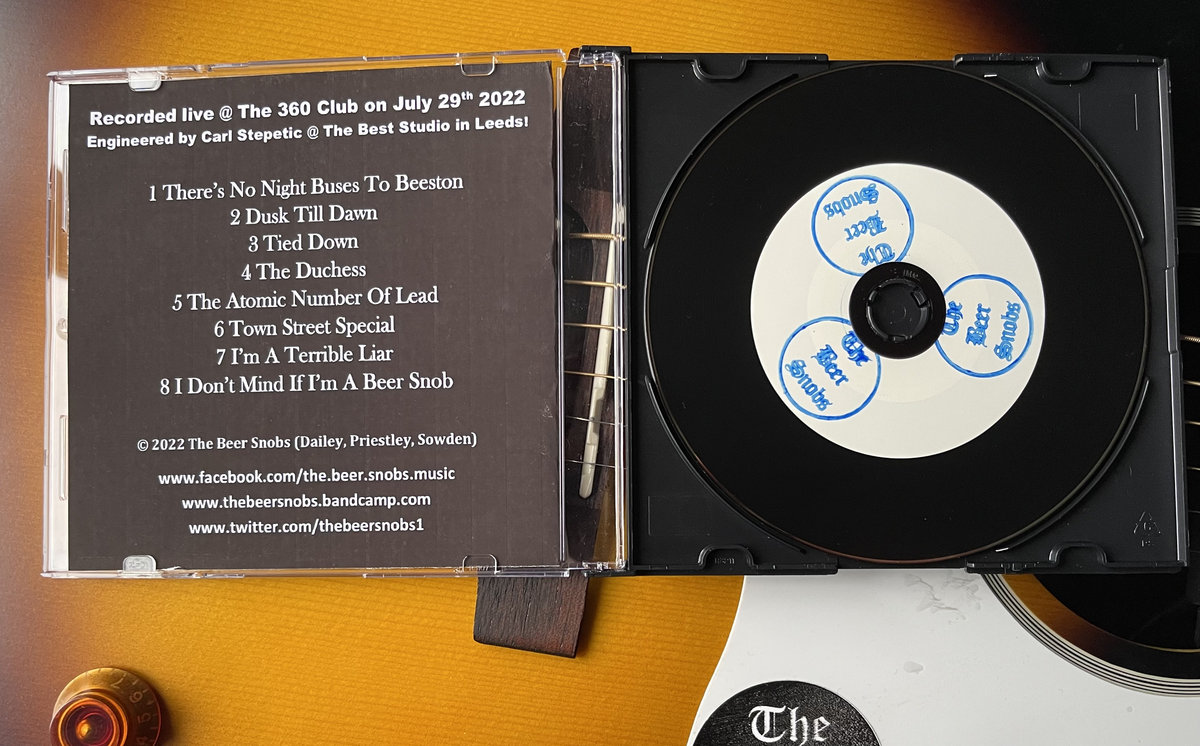 Recorded live @ The 360 Club on July 29th 2022
Engineered by Carl Stepetic @ The Best Studio in Leeds!
1 There's No Night Buses To Beeston
2 Dusk Till Dawn
3 Tied Down
4 The Duchess
5 The Atomic Number Of Lead
6 Town Street Special
7 I'm A Terrible Liar
8 I Don't Mind If I'm A Beer Snob
© 2022 The Beer Snobs (Dailey, Priestley, Sowden)
www.facebook.com/the.beer.snobs.music
www.thebeersnobs.bandcamp.com
www.twitter.com/thebeersnobs1
The
Beer
Snobs
The
Beer
Snobs
The
Beer
Snobs
The